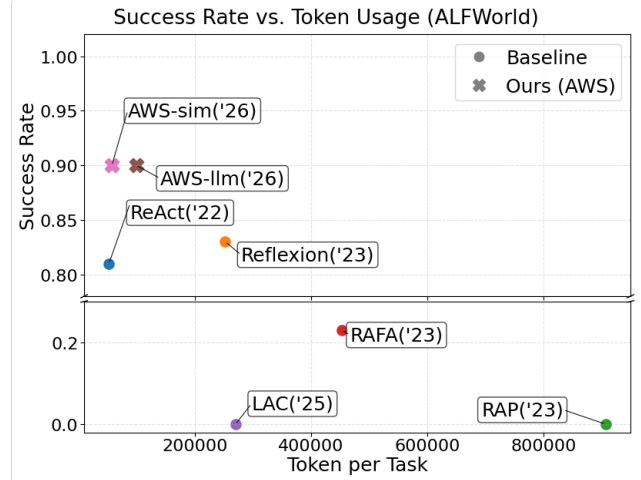 Success Rate vs. Token Usage (ALFWorld)
Baseline
Ours (AWS)
Success Rate
1.00
0.95
0.90
0.85
0.80
0.2
0.0
AWS-sim('26)
AWS-llm('26)
ReAct('22)
Reflexion('23)
RAFA('23)
LAC('25)
RAP('23)
200000 400000 600000 800000
Token per Task